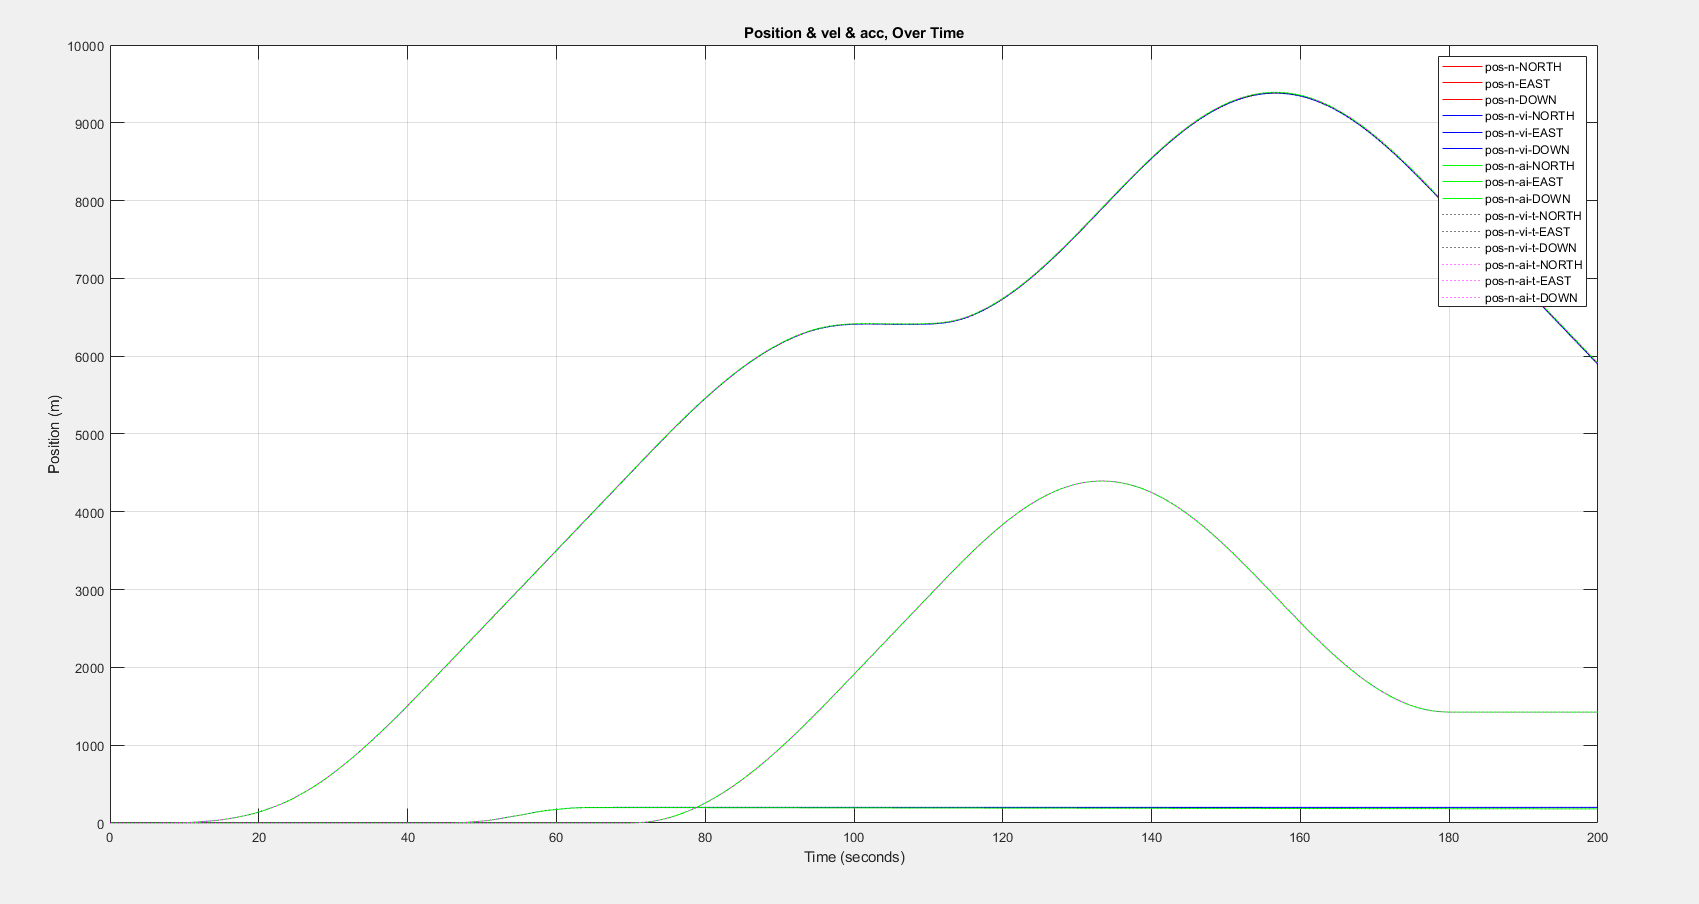 Position & vel & acc, Over Time
10000
9000
8000
7000
6000
5000
4000
3000
2000
1000
0
Position (m)
0 20 40 60 80 100 120 140 160 180 200
Time (seconds)
pos-n-NORTH
pos-n-EAST
pos-n-DOWN
pos-n-vi-NORTH
pos-n-vi-EAST
pos-n-vi-DOWN
pos-n-ai-NORTH
pos-n-ai-EAST
pos-n-ai-DOWN
pos-n-vi-t-NORTH
pos-n-vi-t-EAST
pos-n-vi-t-DOWN
pos-n-ai-t-NORTH
pos-n-ai-t-EAST
pos-n-ai-t-DOWN